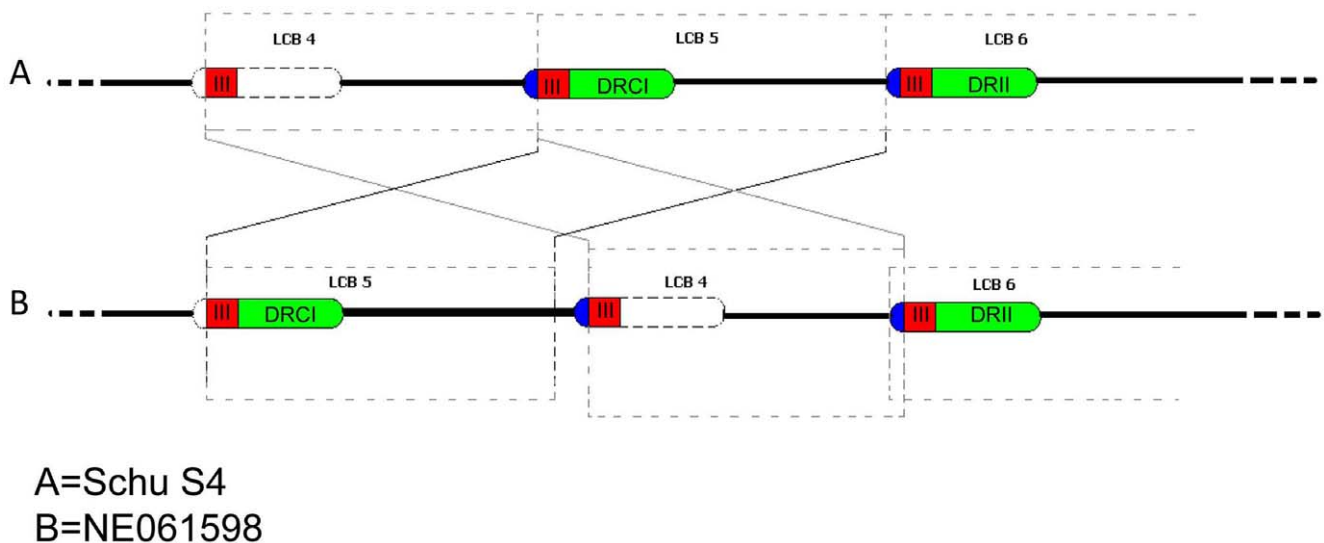 LCB 4 LCB 5 LCB 6
A III III DRCI III DRII
LCB 5 LCB 4 LCB 6
B III DRCI III III DRII
A=Schu S4
B=NE061598